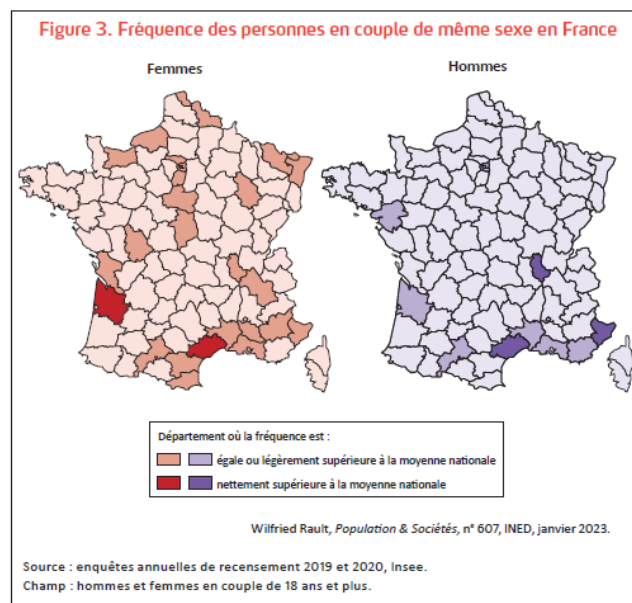 Figure 3. Fréquence des personnes en couple de même sexe en France
Femmes
Hommes
Département où la fréquence est :
égale ou légèrement supérieure à la moyenne nationale
nettement supérieure à la moyenne nationale
Wilfried Rault, Population & Sociétés, n° 607, INED, janvier 2023.
Source : enquêtes annuelles de recensement 2019 et 2020, Insee.
Champ : hommes et femmes en couple de 18 ans et plus.